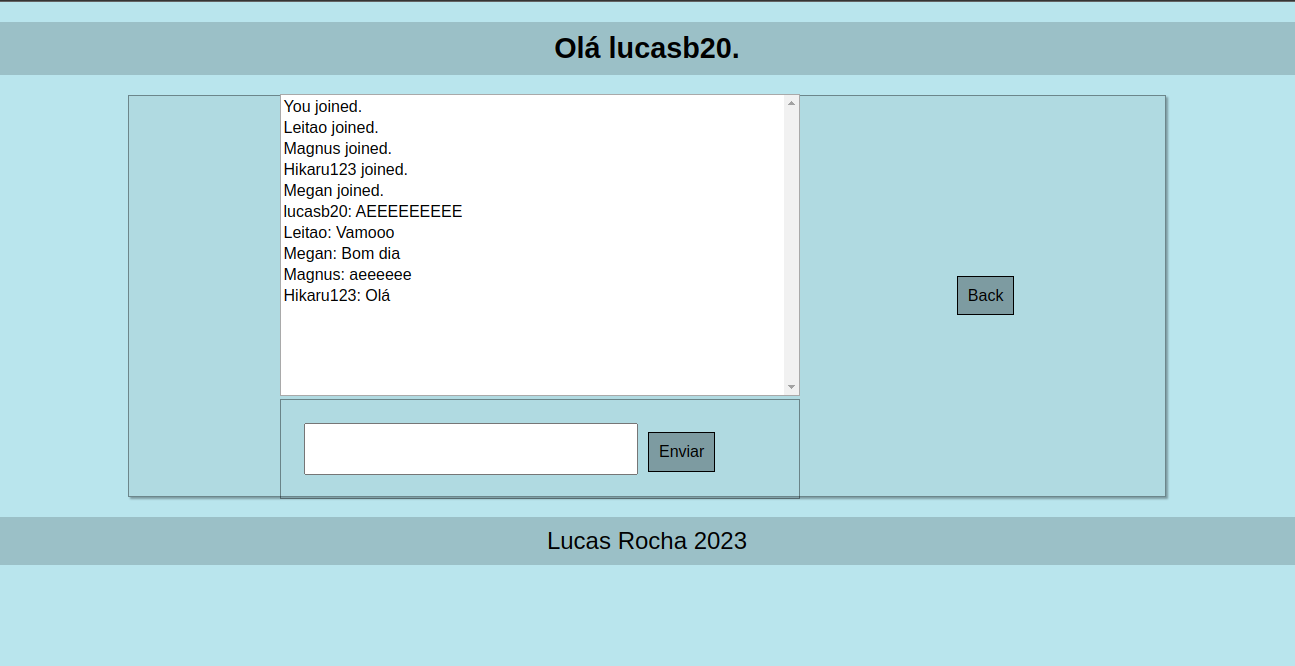 Olá lucasb20.
You joined.
Leitao joined.
Magnus joined.
Hikaru123 joined.
Megan joined.
lucasb20: AEEEEEEEEE
Leitao: Vamooo
Megan: Bom dia
Magnus: aeeeeee
Hikaru123: Olá
Back
Enviar
Lucas Rocha 2023